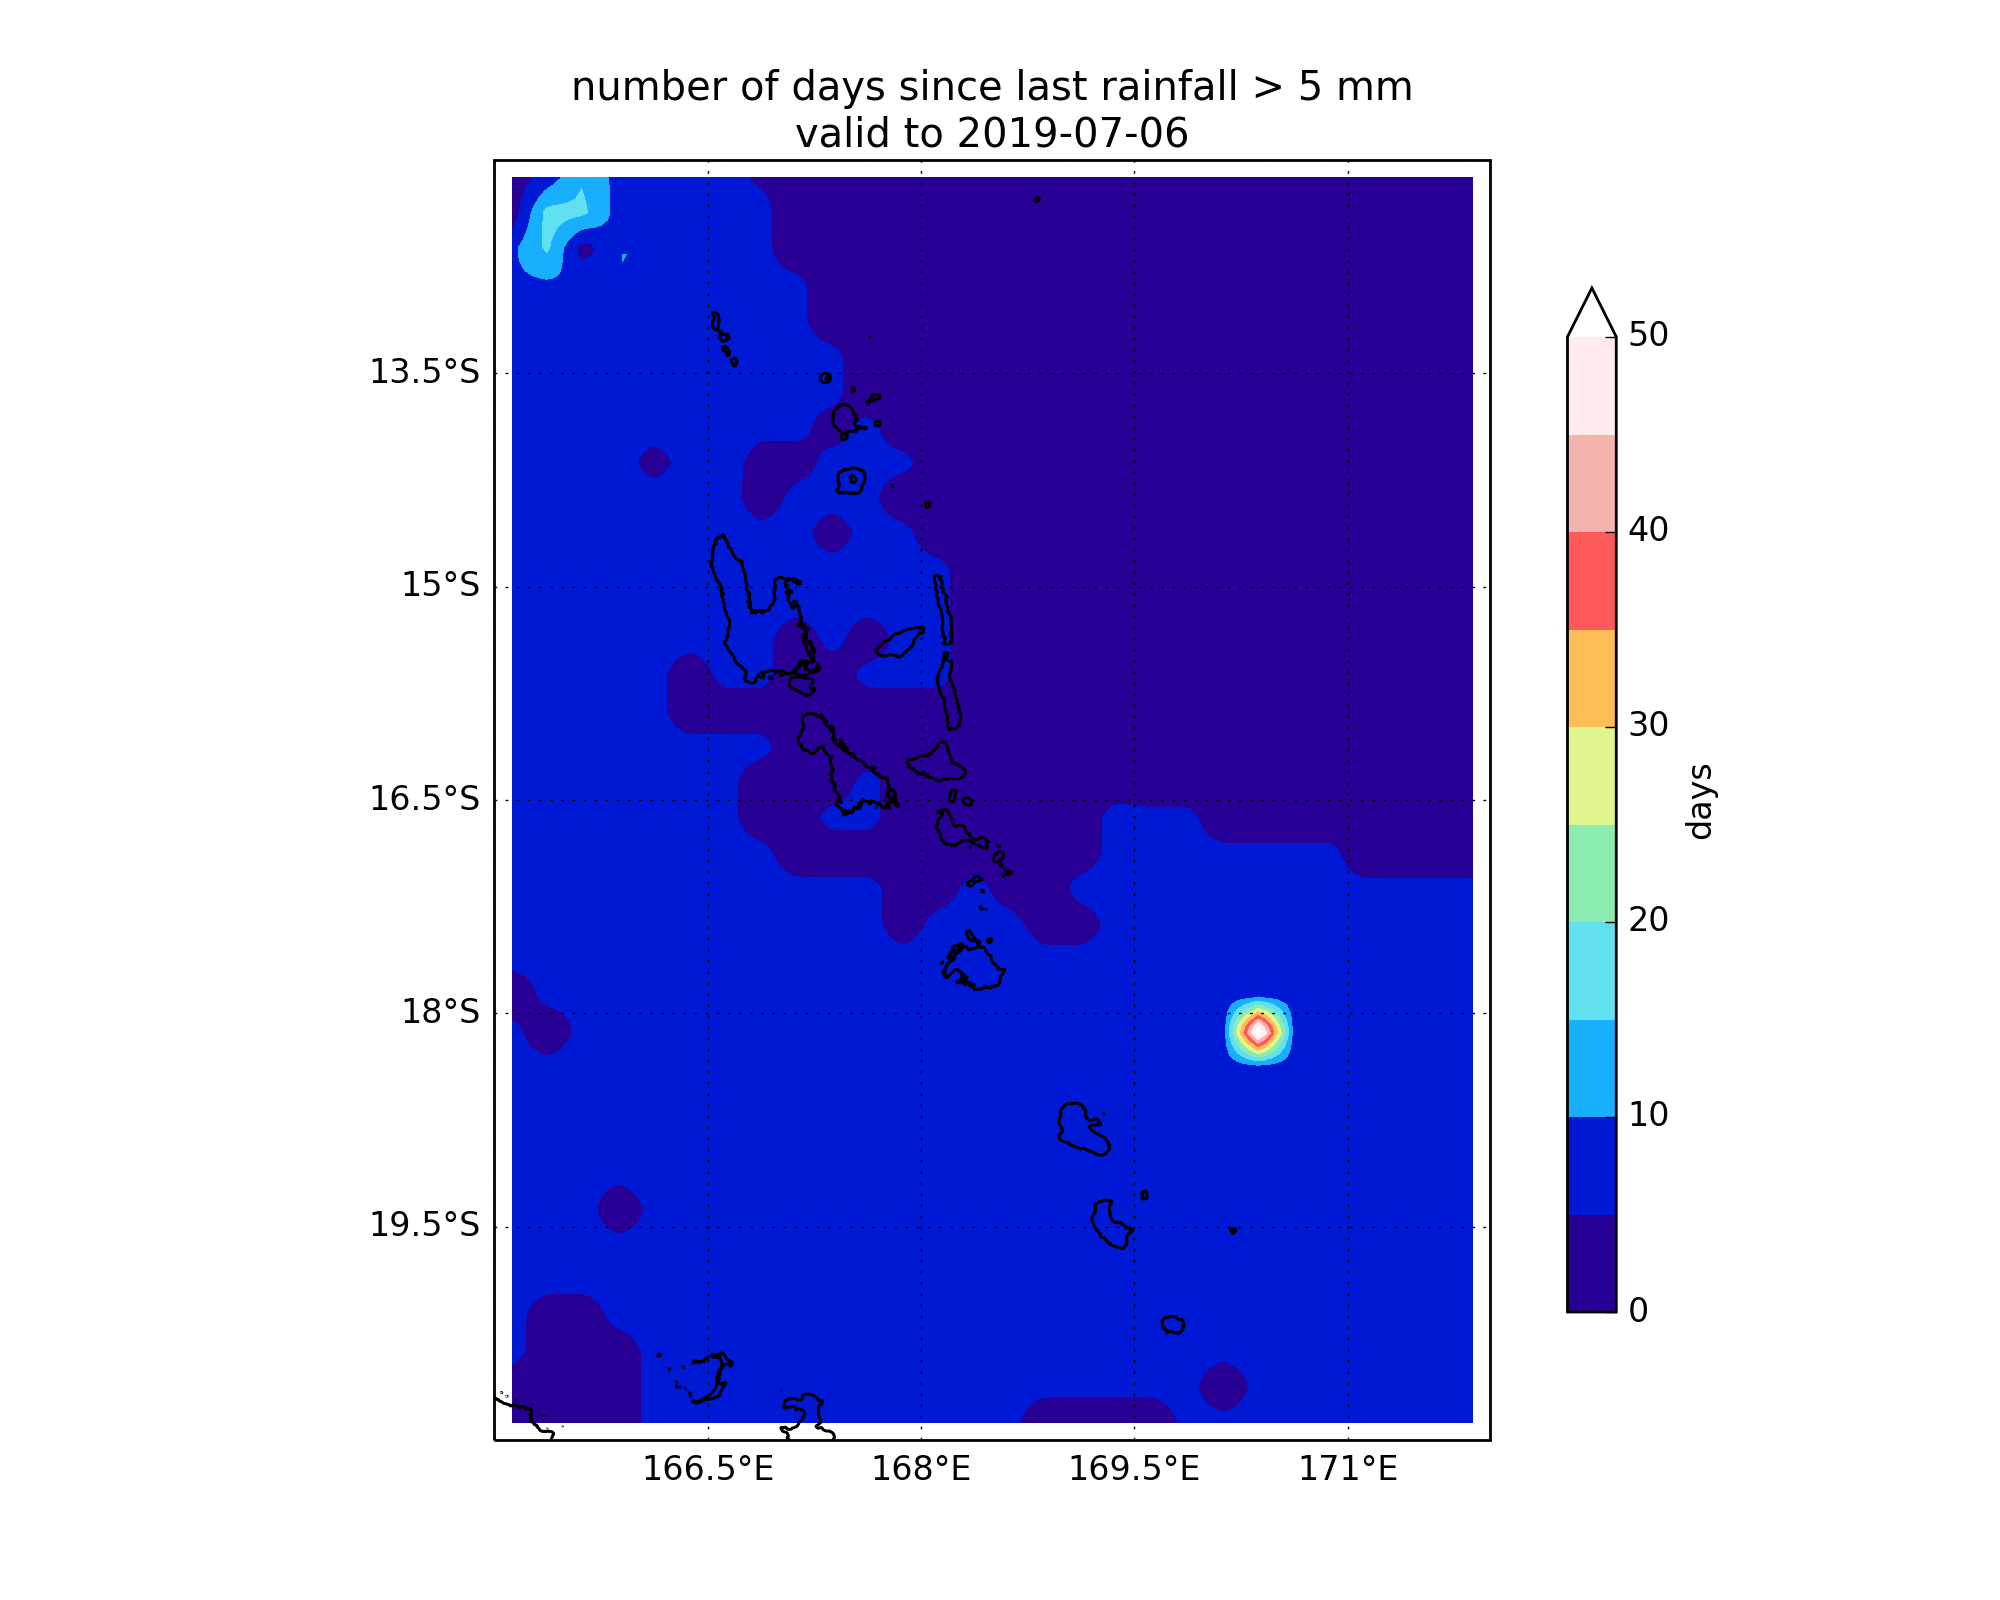 number of days since last rainfall > 5 mm
valid to 2019-07-06
13.5°S
15°S
16.5°S
18°S
19.5°S
166.5°E
168°E
169.5°E
171°E
50
40
30
20
10
0
days